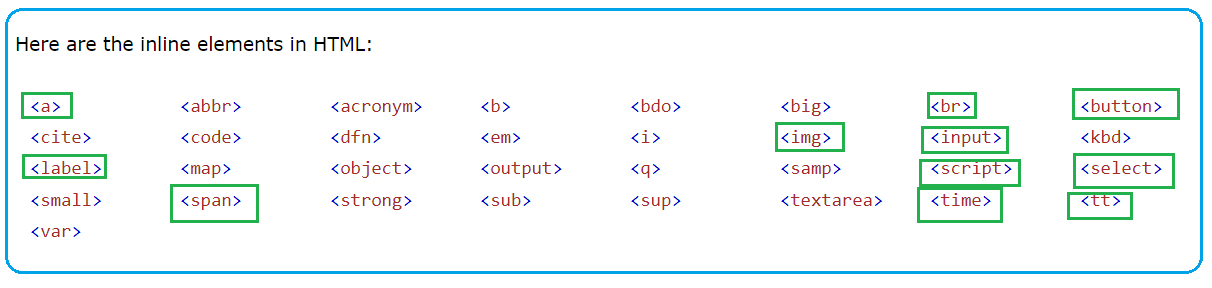 Here are the inline elements in HTML:
<a> <abbr> <acronym> <b> <bdo> <big> <br> <button>
<cite> <code> <dfn> <em> <i> <img> <input> <kbd>
<label> <map> <object> <output> <q> <samp> <script> <select>
<small> <span> <strong> <sub> <sup> <textarea> <time> <tt>
<var>